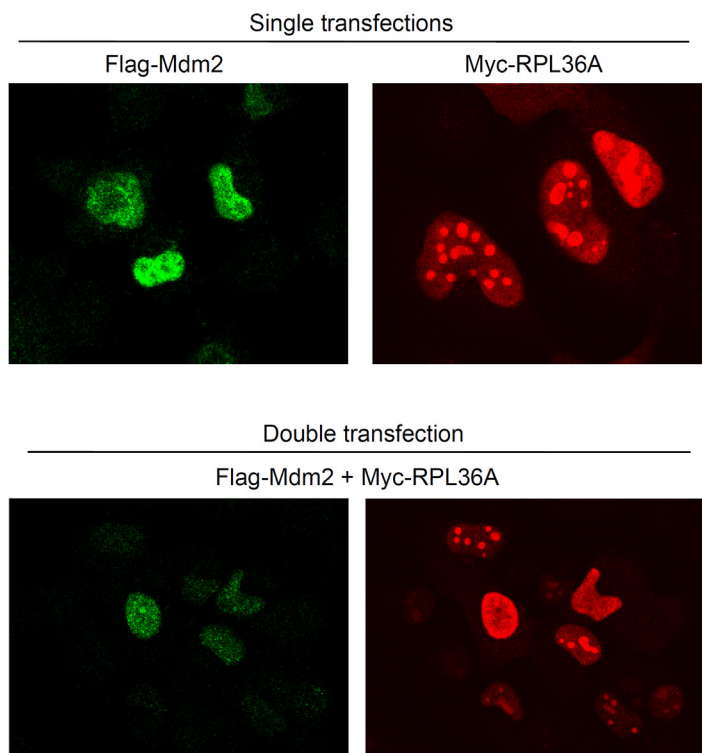 Single transfections
Flag-Mdm2 Myc-RPL36A
Double transfection
Flag-Mdm2 + Myc-RPL36A